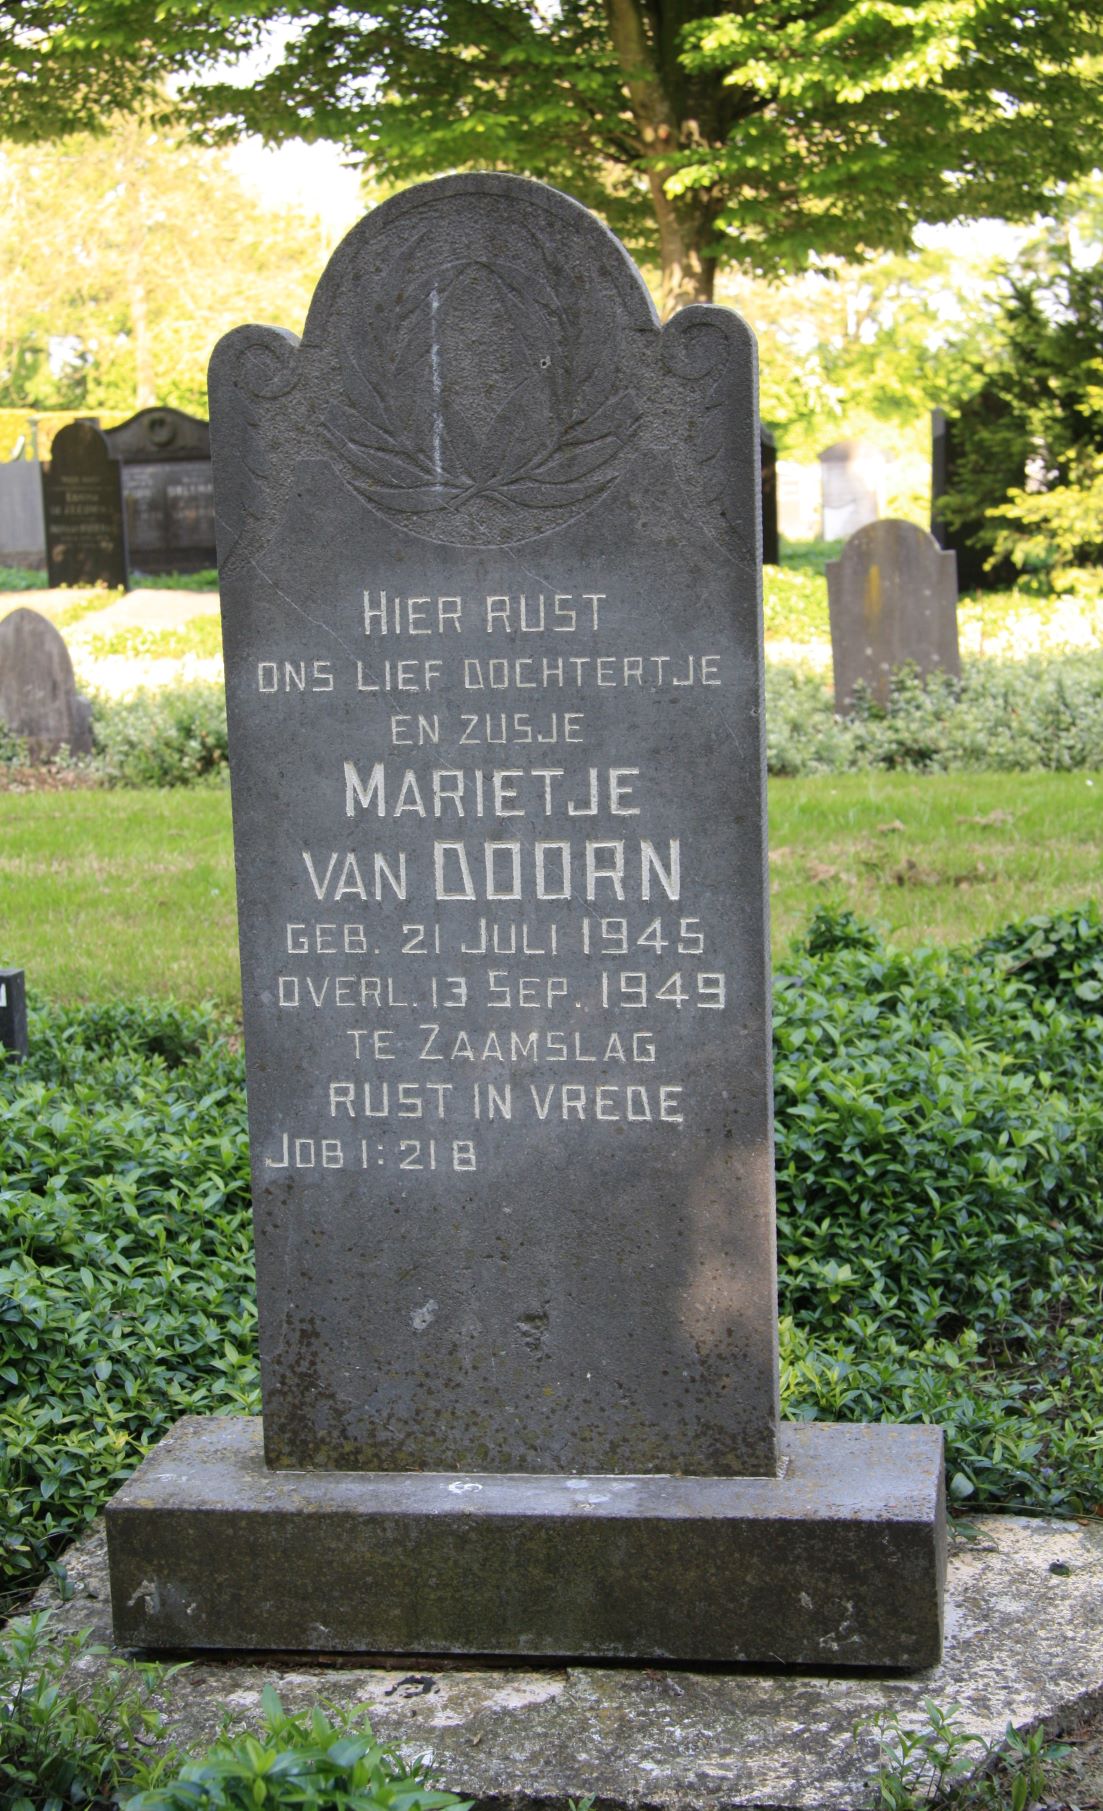 HIER RUST
ONS LIEF DOCHTERTJE
EN ZUSJE
MARIETJE
VAN DOORN
GEB. 21 JULI 1945
OVERL. 13 SEP. 1949
TE ZAAMSLAG
RUST IN VREDE
JOB 1:21B